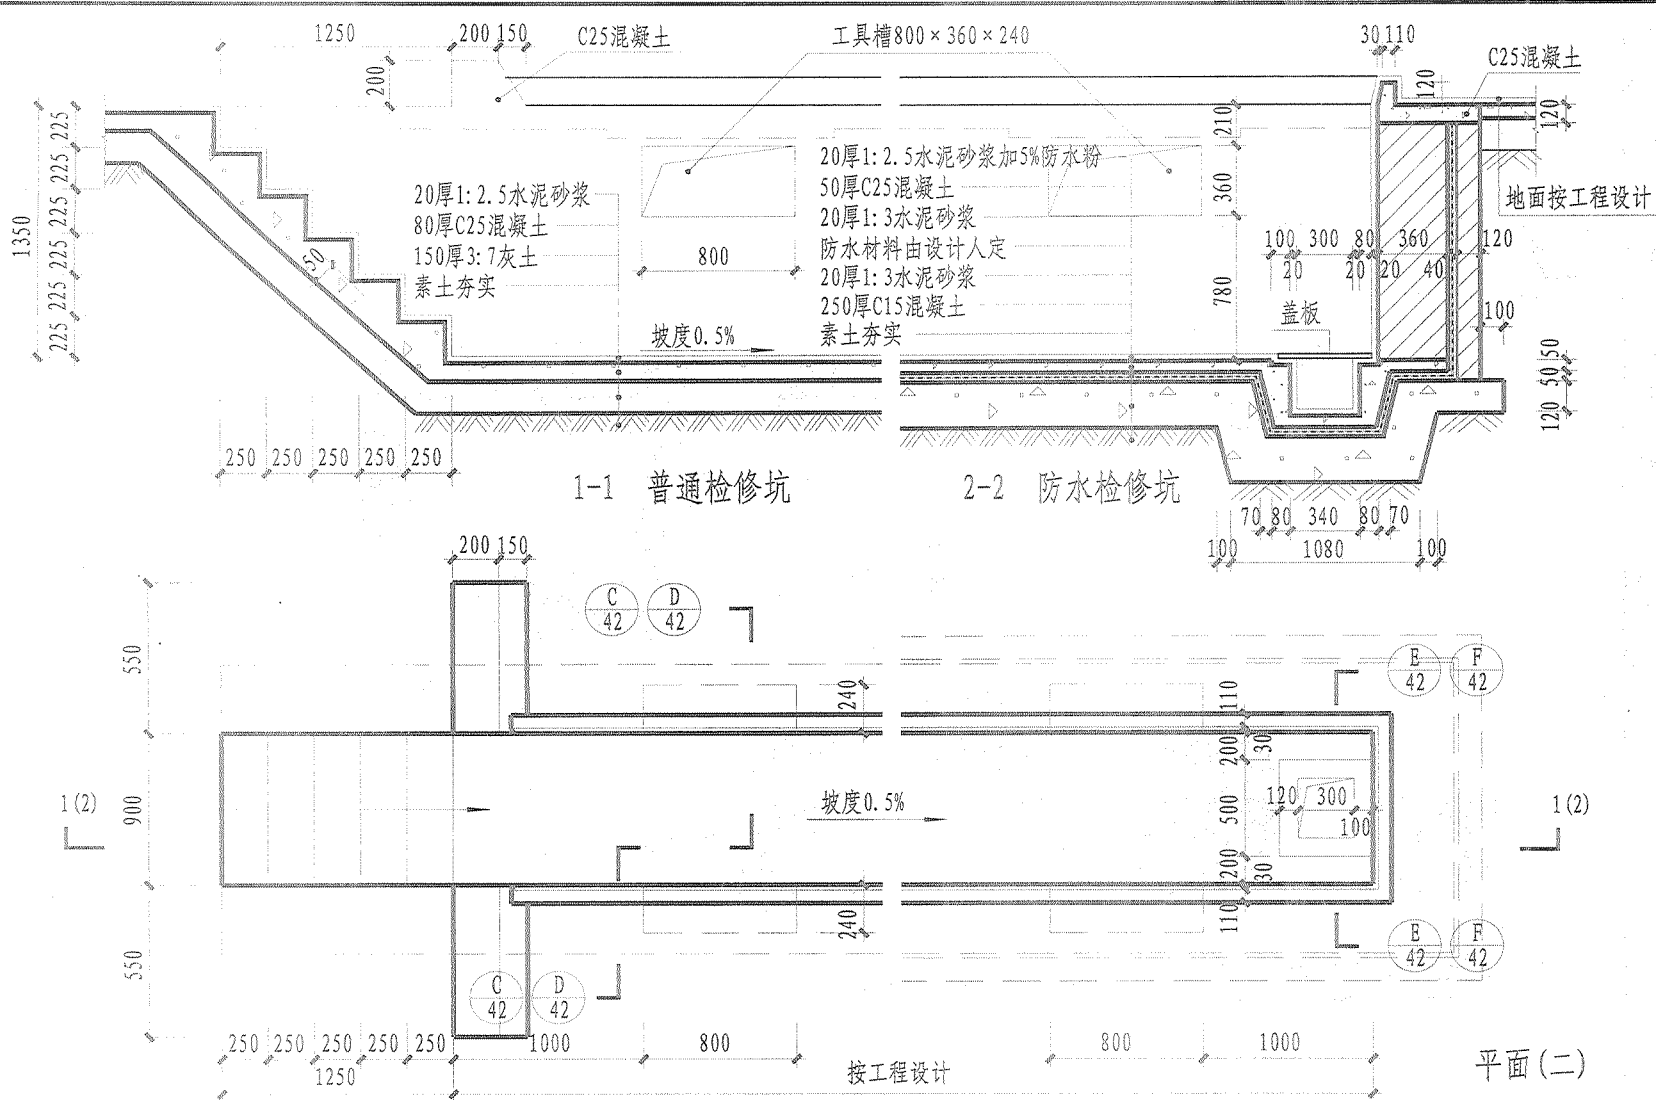 1250
200 150
C25混凝土
工具槽800×360×240
30 110
C25混凝土
200
120
120
225
225
225
225
225
225
1350
50
20厚1:2.5水泥砂浆
80厚C25混凝土
150厚3:7灰土
素土夯实
800
坡度0.5%
20厚1:2.5水泥砂浆加5%防水粉
50厚C25混凝土
20厚1:3水泥砂浆
防水材料由设计人定
20厚1:3水泥砂浆
250厚C15混凝土
素土夯实
210
360
780
地面按工程设计
100 300 80 360 120
20 20 20 40
盖板
100
50
50
120
250 250 250 250 250
1-1 普通检修坑
2-2 防水检修坑
70 80 340 80 70
100 1080 100
200 150
C
42
D
42
E
42
F
42
550
900
550
240
240
110
200
30
500
200
30
110
120 300
100
1(2)
坡度0.5%
1(2)
C
42
D
42
E
42
F
42
250 250 250 250 250 1000 800 800 1000
1250
按工程设计
平面(二)